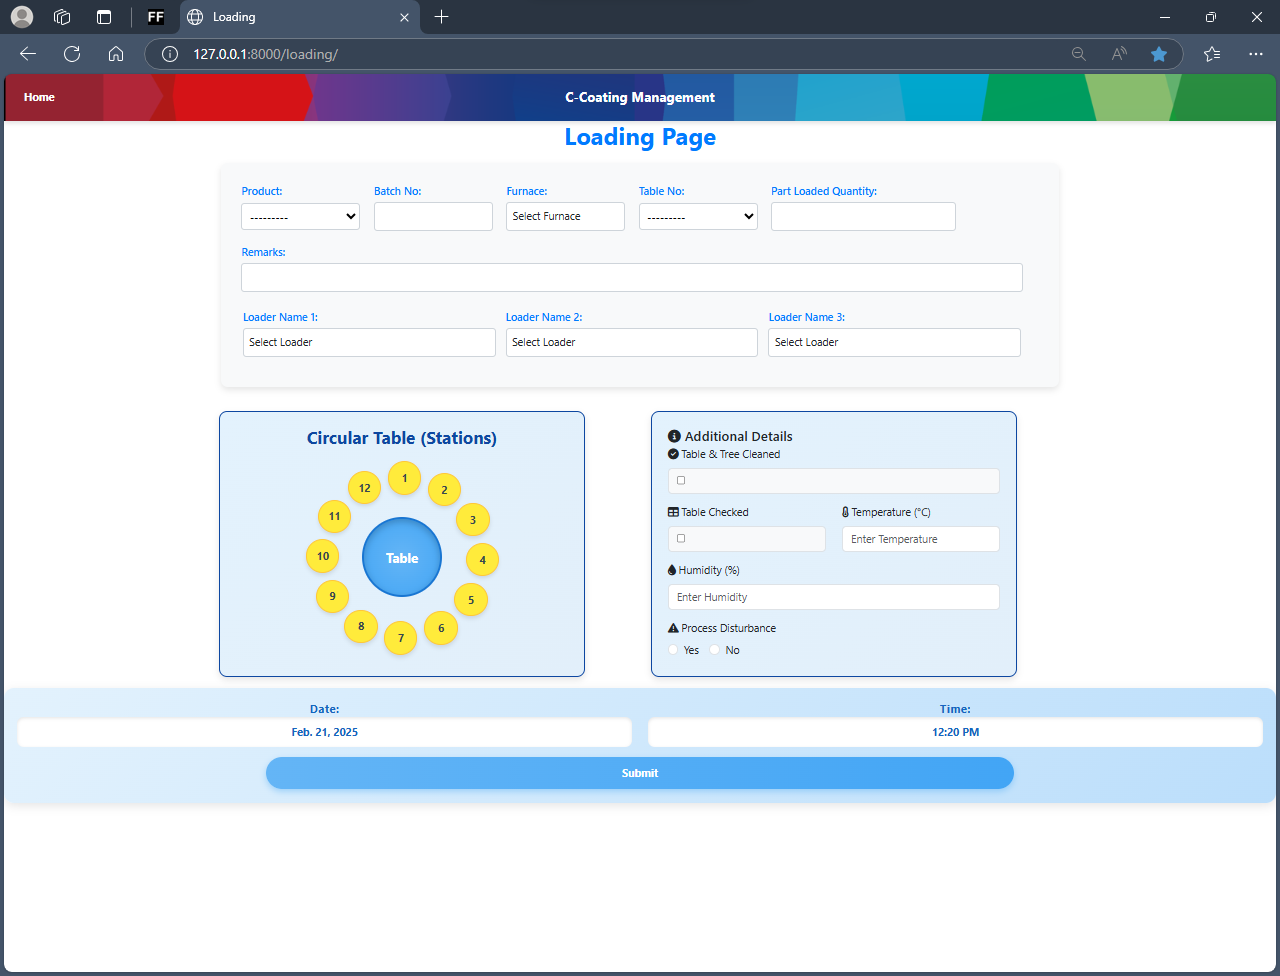 FF
Loading
127.0.0.1:8000/loading/
Home
C-Coating Management
Loading Page
Product: Batch No: Furnace: Table No: Part Loaded Quantity:
--------- Select Furnace ---------
Remarks:
Loader Name 1: Loader Name 2: Loader Name 3:
Select Loader Select Loader Select Loader
Circular Table (Stations)
1
2
3
4
5
6
7
8
9
10
11
12
Table
Additional Details
Table & Tree Cleaned
Table Checked Temperature (°C)
Enter Temperature
Humidity (%)
Enter Humidity
Process Disturbance
Yes No
Date: Time:
Feb. 21, 2025 12:20 PM
Submit